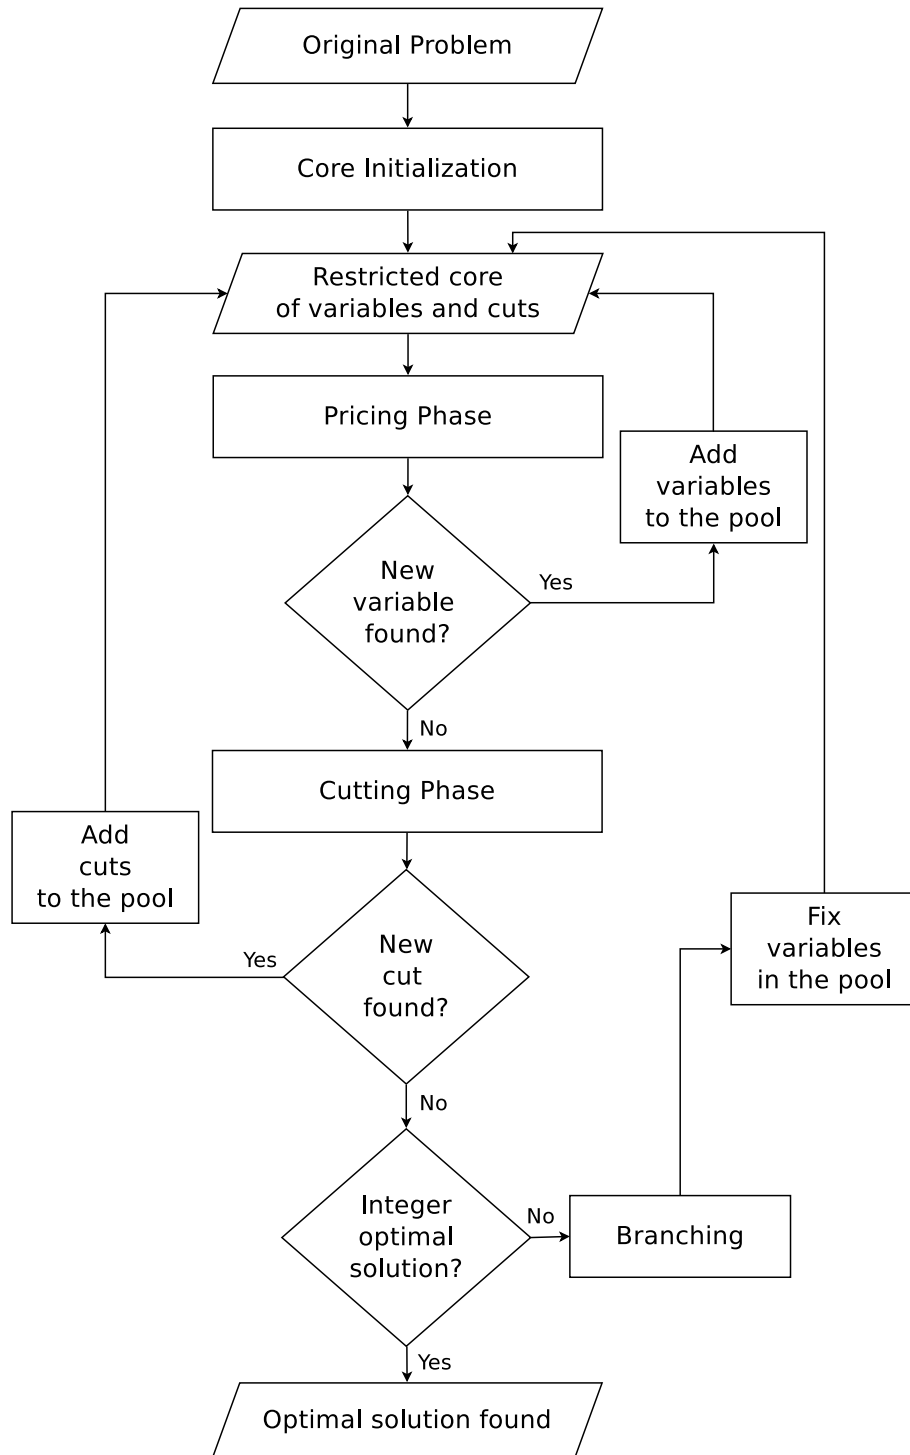 Original Problem
Core Initialization
Restricted core
of variables and cuts
Pricing Phase
Add
variables
to the pool
New
variable
found?
Yes
No
Cutting Phase
Add
cuts
to the pool
New
cut
found?
Yes
No
Fix
variables
in the pool
Integer
optimal
solution?
No
Branching
Yes
Optimal solution found